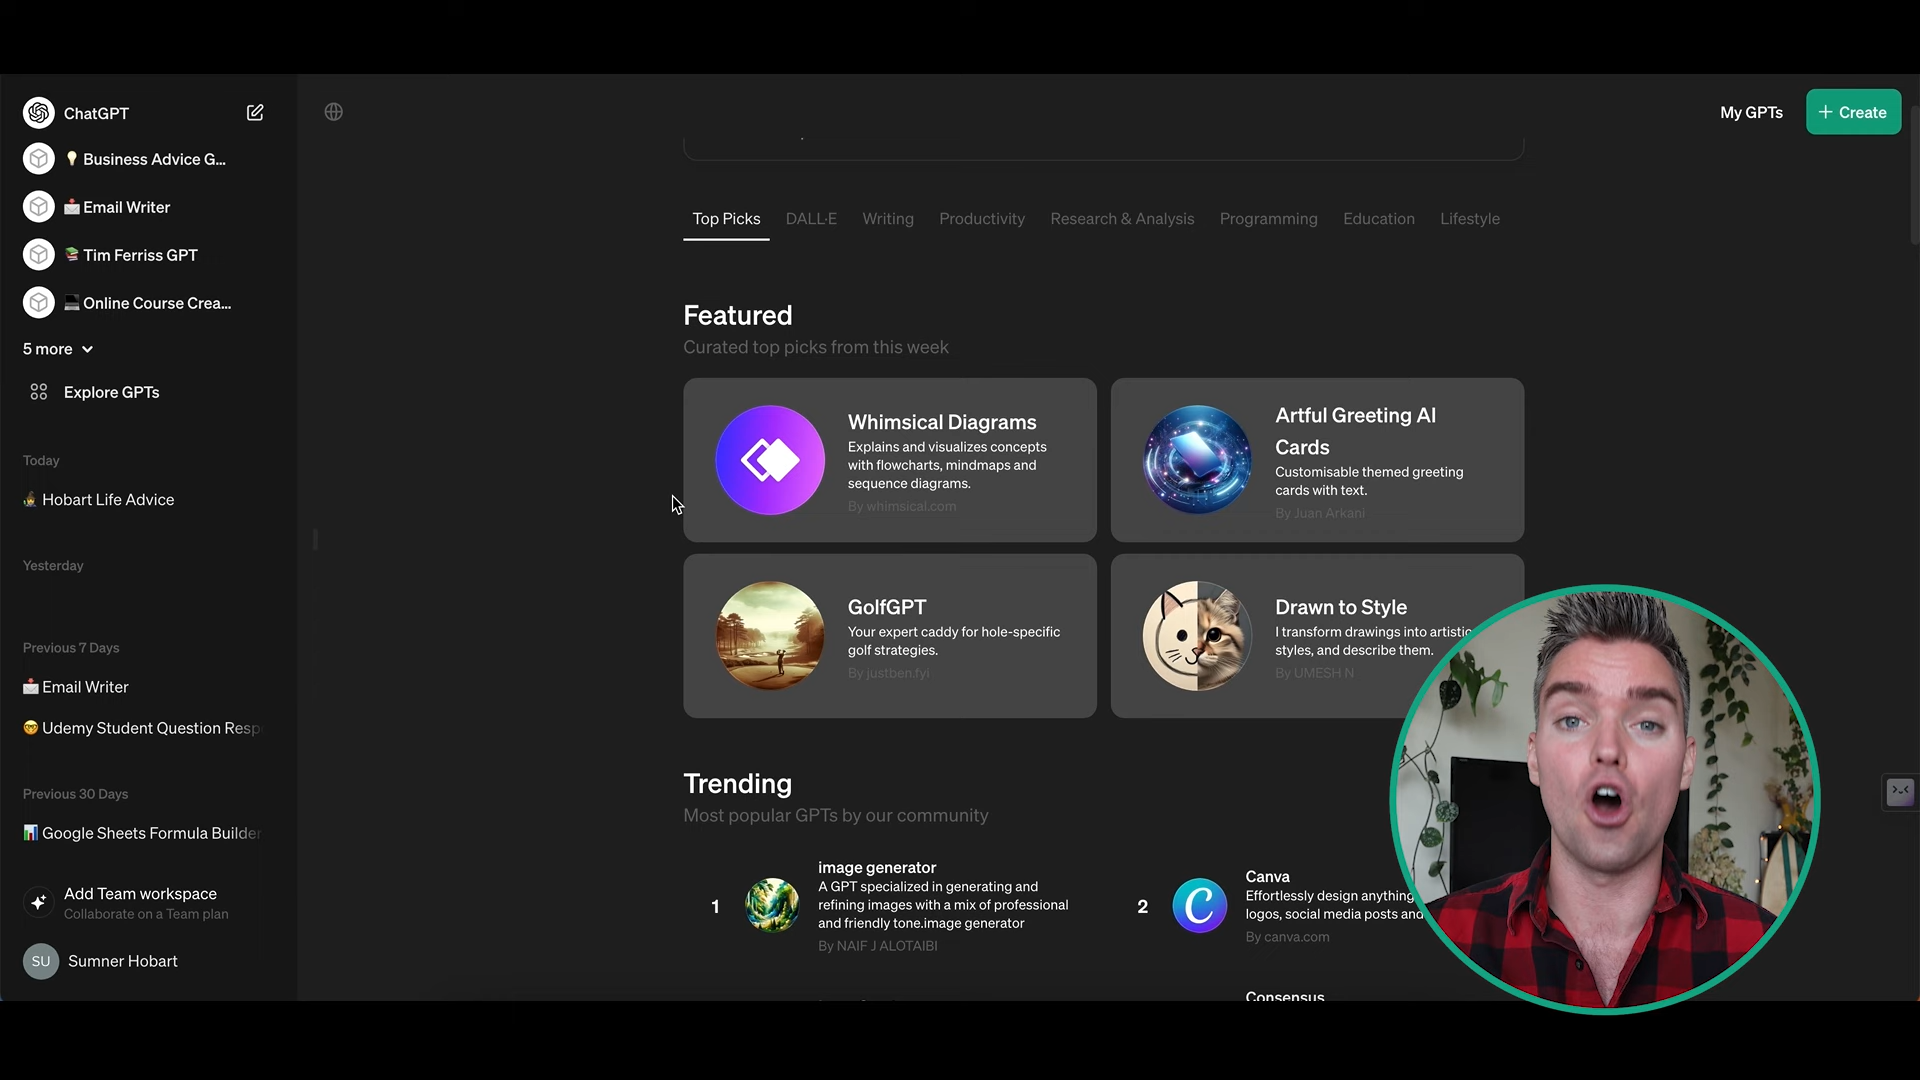 ChatGPT
Business Advice G...
Email Writer
Tim Ferriss GPT
Online Course Crea...
5 more
Explore GPTs
Today
Hobart Life Advice
Yesterday
Previous 7 Days
Email Writer
Udemy Student Question Resp
Previous 30 Days
Google Sheets Formula Builder
Add Team workspace
Collaborate on a Team plan
SU Sumner Hobart
My GPTs
+ Create
Top Picks DALL·E Writing Productivity Research & Analysis Programming Education Lifestyle
Featured
Curated top picks from this week
Whimsical Diagrams
Explains and visualizes concepts
with flowcharts, mindmaps and
sequence diagrams.
By whimsical.com
Artful Greeting AI
Cards
Customisable themed greeting
cards with text.
By Juan Arkani
GolfGPT
Your expert caddy for hole-specific
golf strategies.
By justben.fyi
Drawn to Style
I transform drawings into artistic
styles, and describe them.
By UMESH N
Trending
Most popular GPTs by our community
1
image generator
A GPT specialized in generating and
refining images with a mix of professional
and friendly tone.image generator
By NAIF J ALOTAIBI
2
Canva
Effortlessly design anything
logos, social media posts and
By canva.com
Consensus